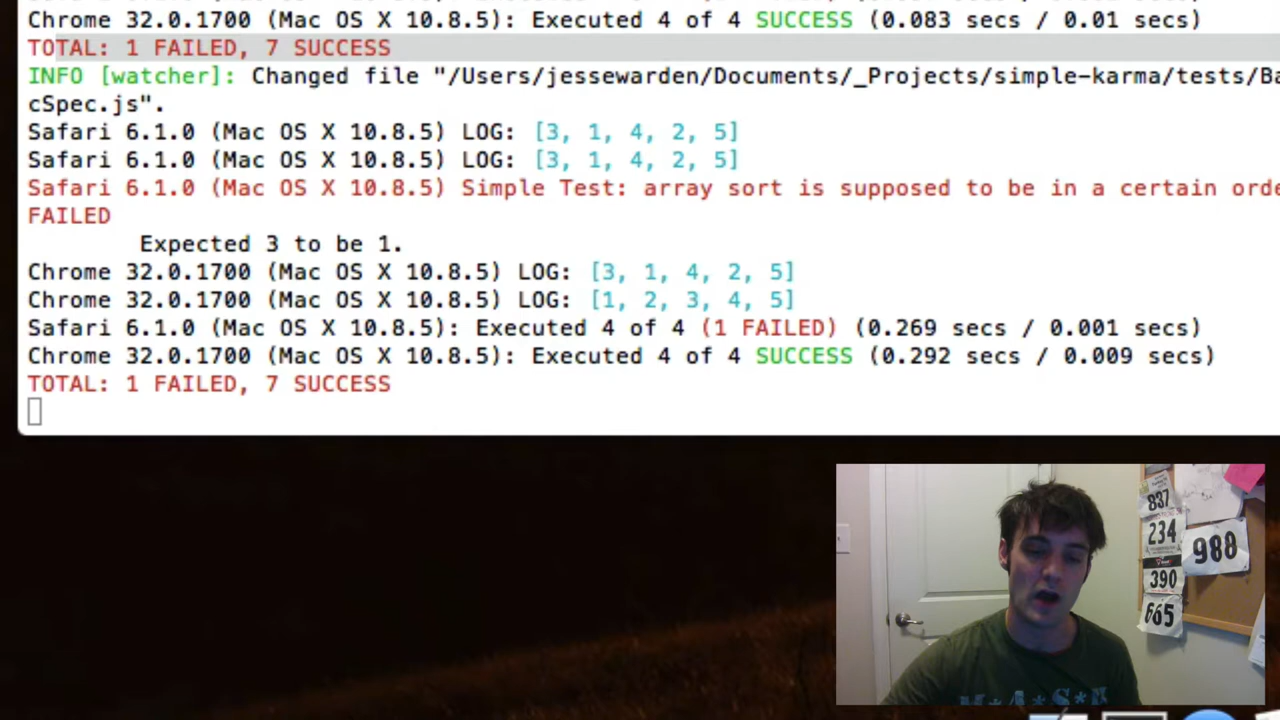 Chrome 32.0.1700 (Mac OS X 10.8.5): Executed 4 of 4 SUCCESS (0.083 secs / 0.01 secs)
TOTAL: 1 FAILED, 7 SUCCESS
INFO [watcher]: Changed file "/Users/jessewarden/Documents/_Projects/simple-karma/tests/Ba
cSpec.js".
Safari 6.1.0 (Mac OS X 10.8.5) LOG: [3, 1, 4, 2, 5]
Safari 6.1.0 (Mac OS X 10.8.5) LOG: [3, 1, 4, 2, 5]
Safari 6.1.0 (Mac OS X 10.8.5) Simple Test: array sort is supposed to be in a certain orde
FAILED
Expected 3 to be 1.
Chrome 32.0.1700 (Mac OS X 10.8.5) LOG: [3, 1, 4, 2, 5]
Chrome 32.0.1700 (Mac OS X 10.8.5) LOG: [1, 2, 3, 4, 5]
Safari 6.1.0 (Mac OS X 10.8.5): Executed 4 of 4 (1 FAILED) (0.269 secs / 0.001 secs)
Chrome 32.0.1700 (Mac OS X 10.8.5): Executed 4 of 4 SUCCESS (0.292 secs / 0.009 secs)
TOTAL: 1 FAILED, 7 SUCCESS
837
234
988
390
665
M*A*S*H